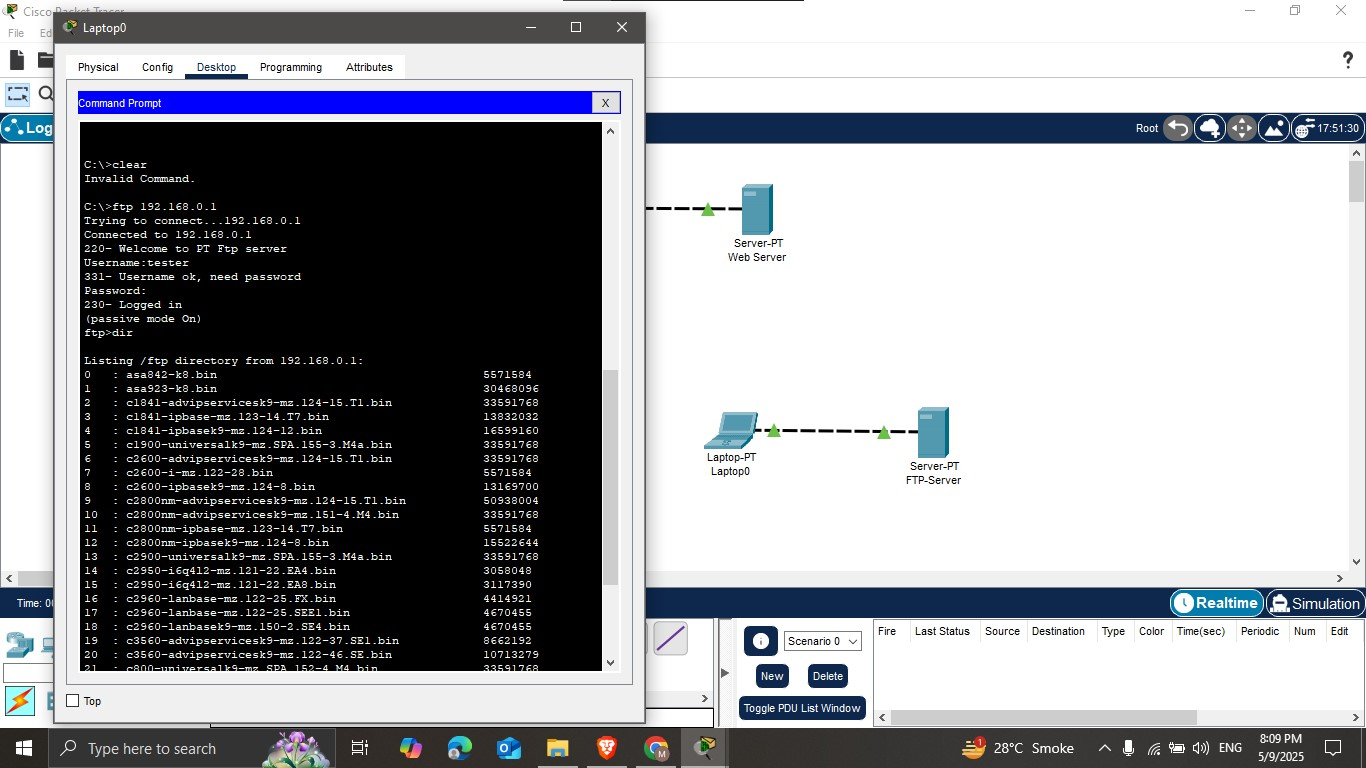 Cisco Packet Tracer
File Ed
Laptop0
Physical Config Desktop Programming Attributes
Command Prompt X
C:\>clear
Invalid Command.
C:\>ftp 192.168.0.1
Trying to connect...192.168.0.1
Connected to 192.168.0.1
220- Welcome to PT Ftp server
Username:tester
331- Username ok, need password
Password:
230- Logged in
(passive mode On)
ftp>dir
Listing /ftp directory from 192.168.0.1:
0 : asa842-k8.bin 5571584
1 : asa923-k8.bin 30468096
2 : c1841-advipservicesk9-mz.124-15.T1.bin 33591768
3 : c1841-ipbase-mz.123-14.T7.bin 13832032
4 : c1841-ipbasek9-mz.124-12.bin 16599160
5 : c1900-universalk9-mz.SPA.155-3.M4a.bin 33591768
6 : c2600-advipservicesk9-mz.124-15.T1.bin 33591768
7 : c2600-i-mz.122-28.bin 5571584
8 : c2600-ipbasek9-mz.124-8.bin 13169700
9 : c2800nm-advipservicesk9-mz.124-15.T1.bin 50938004
10 : c2800nm-advipservicesk9-mz.151-4.M4.bin 33591768
11 : c2800nm-ipbase-mz.123-14.T7.bin 5571584
12 : c2800nm-ipbasek9-mz.124-8.bin 15522644
13 : c2900-universalk9-mz.SPA.155-3.M4a.bin 33591768
14 : c2950-i6q4l2-mz.121-22.EA4.bin 3058048
15 : c2950-i6q4l2-mz.121-22.EA8.bin 3117390
16 : c2960-lanbase-mz.122-25.FX.bin 4414921
17 : c2960-lanbase-mz.122-25.SEE1.bin 4670455
18 : c2960-lanbasek9-mz.150-2.SE4.bin 4670455
19 : c3560-advipservicesk9-mz.122-37.SE1.bin 8662192
20 : c3560-advipservicesk9-mz.122-46.SE.bin 10713279
21 : c800-universalk9-mz.SPA.152-4.M4.bin 33591768
Top
?
Log
Root 17:51:30
Server-PT
Web Server
Laptop-PT
Laptop0
Server-PT
FTP-Server
Time: 00
Realtime Simulation
Scenario 0
New Delete
Toggle PDU List Window
Fire Last Status Source Destination Type Color Time(sec) Periodic Num Edit
Type here to search
M
1
28°C Smoke
ENG
8:09 PM
5/9/2025